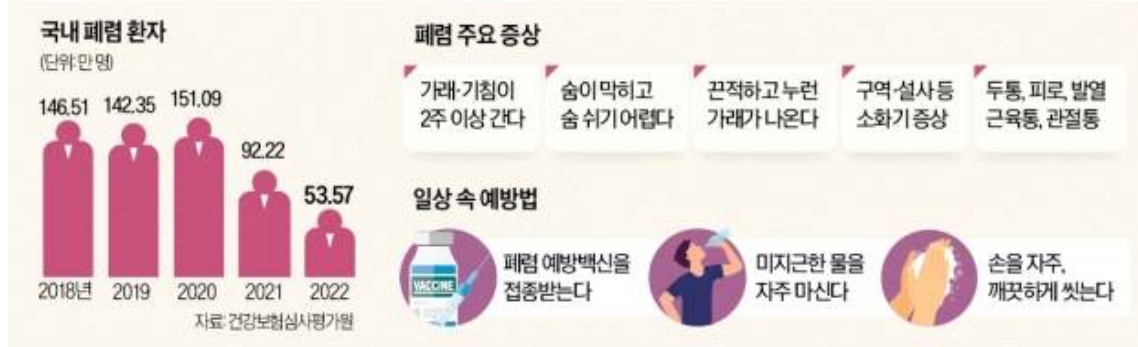 국내 폐렴 환자
(단위:만 명)
146.51
142.35
151.09
92.22
53.57
2018년
2019
2020
2021
2022
자료:건강보험심사평가원
폐렴 주요 증상
가래·기침이
2주 이상 간다
숨이 막히고
숨 쉬기 어렵다
끈적하고 누런
가래가 나온다
구역·설사 등
소화기 증상
두통, 피로, 발열
근육통, 관절통
일상 속 예방법
VACCINE
폐렴 예방백신을
접종받는다
미지근한 물을
자주 마신다
손을 자주,
깨끗하게 씻는다